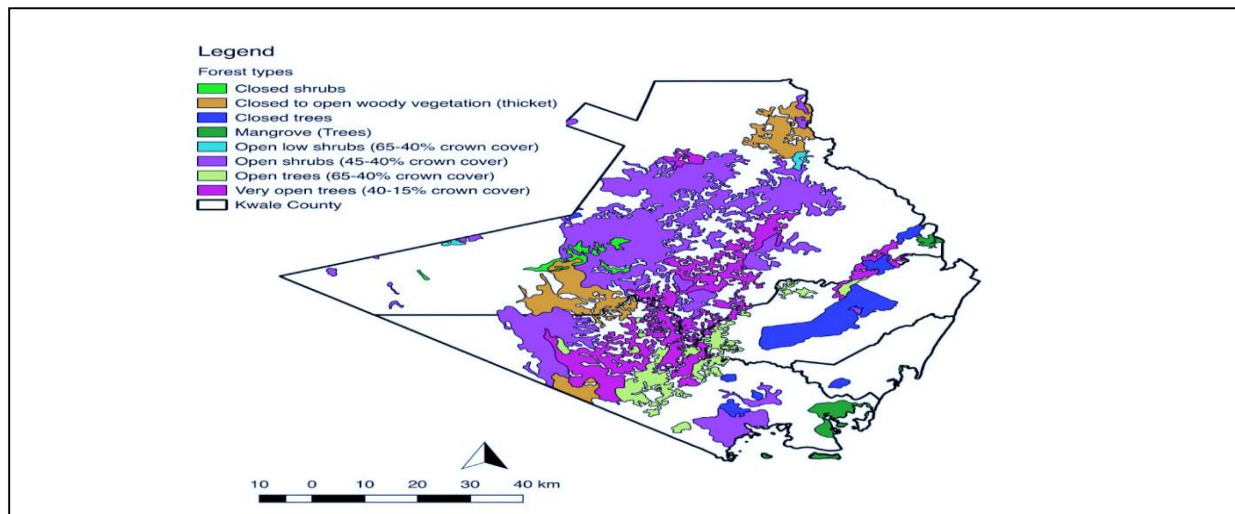 Legend
Forest types
Closed shrubs
Closed to open woody vegetation (thicket)
Closed trees
Mangrove (Trees)
Open low shrubs (65-40% crown cover)
Open shrubs (45-40% crown cover)
Open trees (65-40% crown cover)
Very open trees (40-15% crown cover)
Kwale County
10 0 10 20 30 40 km